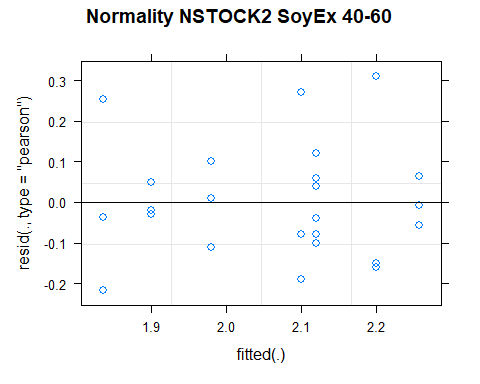 Normality NSTOCK2 SoyEx 40-60
resid(., type = "pearson")
0.3
0.2
0.1
0.0
-0.1
-0.2
1.9 2.0 2.1 2.2
fitted(.)